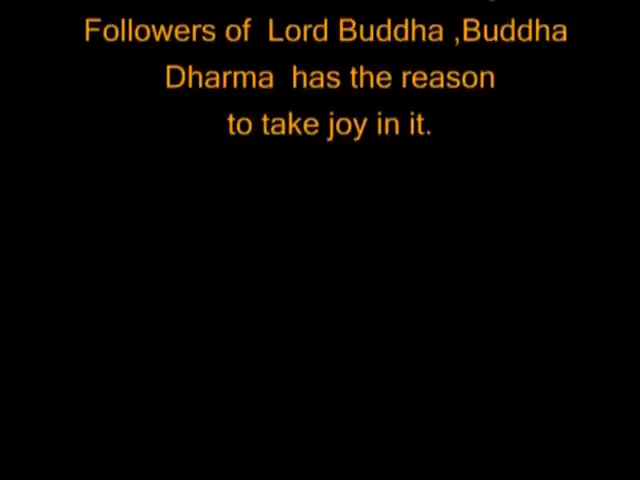 Followers of Lord Buddha ,Buddha
Dharma has the reason
to take joy in it.